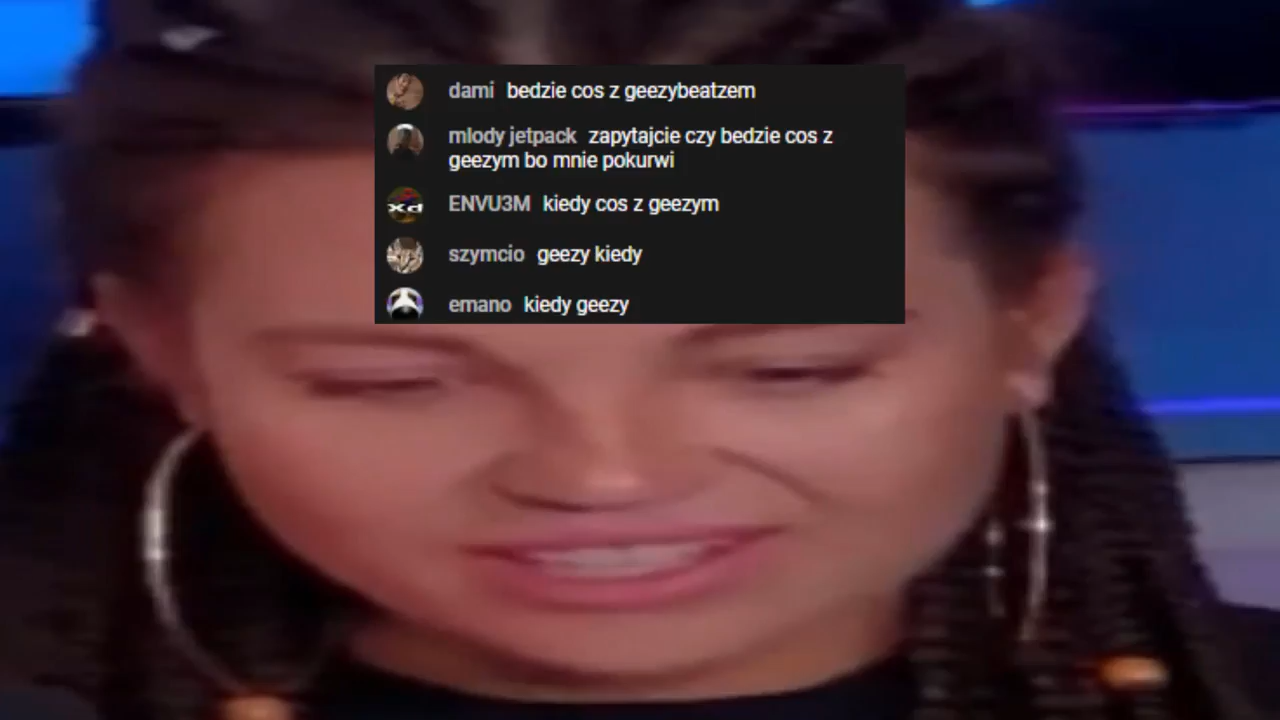 dami bedzie cos z geezybeatzem
mlody jetpack zapytajcie czy bedzie cos z
geezym bo mnie pokurwi
ENVU3M kiedy cos z geezym
szymcio geezy kiedy
emano kiedy geezy